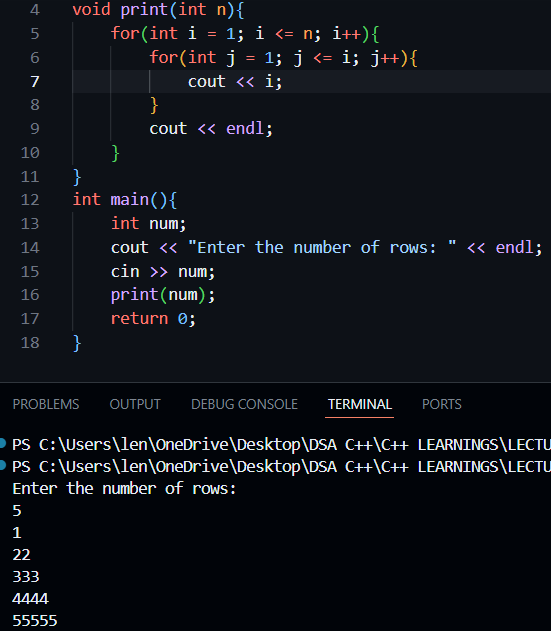 4 void print(int n){
5 for(int i = 1; i <= n; i++){
6 for(int j = 1; j <= i; j++){
7 cout << i;
8 }
9 cout << endl;
10 }
11 }
12 int main(){
13 int num;
14 cout << "Enter the number of rows: " << endl;
15 cin >> num;
16 print(num);
17 return 0;
18 }
PROBLEMS OUTPUT DEBUG CONSOLE TERMINAL PORTS
PS C:\Users\len\OneDrive\Desktop\DSA C++\C++ LEARNINGS\LECTU
PS C:\Users\len\OneDrive\Desktop\DSA C++\C++ LEARNINGS\LECTU
Enter the number of rows:
5
1
22
333
4444
55555